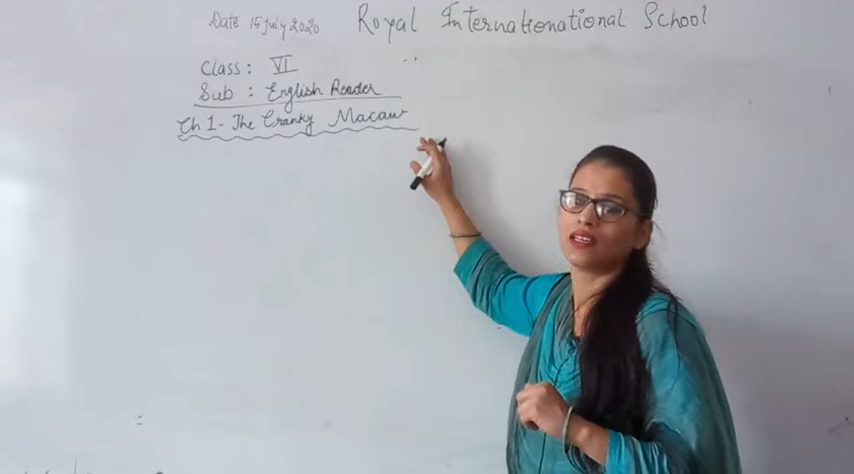 Date 15 July 2020 Royal International School
Class : VI
Sub : English Reader
Ch 1 - The Cranky Macaw